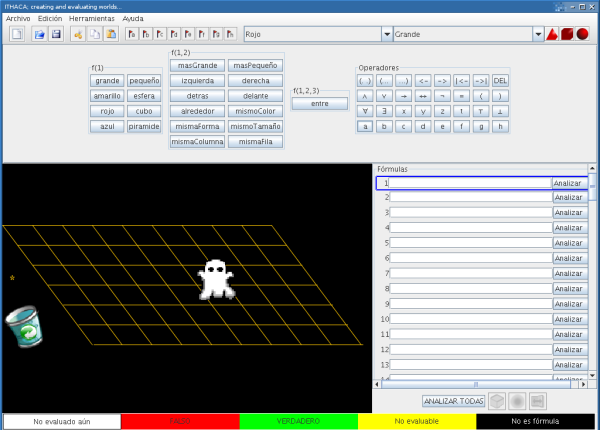 ITHACA: creating and evaluating worlds...
Archivo Edición Herramientas Ayuda
Rojo Grande
f(1)
grande pequeño
amarillo esfera
rojo cubo
azul piramide
f(1,2)
masGrande masPequeño
izquierda derecha
detras delante
alrededor mismoColor
mismaForma mismoTamaño
mismaColumna mismaFila
f(1,2,3)
entre
Operadores
{..} {... ...} <-- --> |<-- -->| DEL
∧ ∨ → ↔ ¬ = ( )
∀ ∃ x y z t ⊤ ⊥
a b c d e f g h
Fórmulas
1 Analizar
2 Analizar
3 Analizar
4 Analizar
5 Analizar
6 Analizar
7 Analizar
8 Analizar
9 Analizar
10 Analizar
11 Analizar
12 Analizar
13 Analizar
ANALIZAR TODAS
No evaluado aún FALSO VERDADERO No evaluable No es fórmula